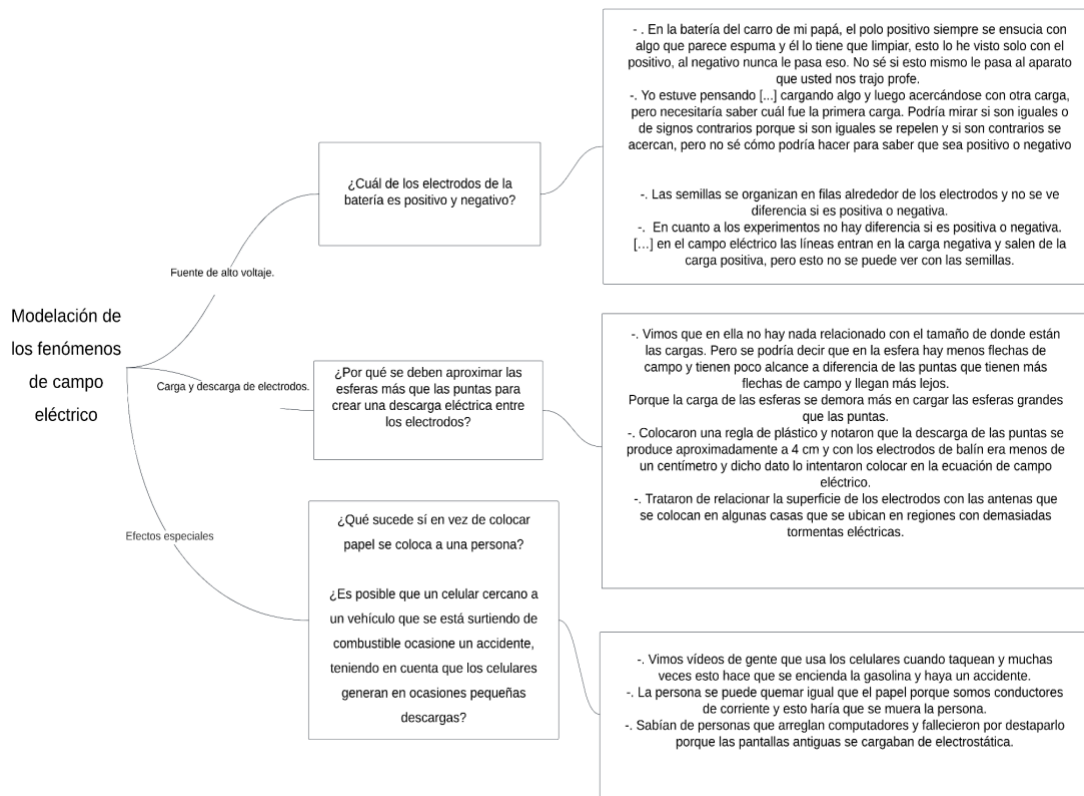 Modelación de
los fenómenos
de campo
eléctrico
Fuente de alto voltaje.
¿Cuál de los electrodos de la
batería es positivo y negativo?
- . En la batería del carro de mi papá, el polo positivo siempre se ensucia con
algo que parece espuma y él lo tiene que limpiar, esto lo he visto solo con el
positivo, al negativo nunca le pasa eso. No sé si esto mismo le pasa al aparato
que usted nos trajo profe.
-. Yo estuve pensando [...] cargando algo y luego acercándose con otra carga,
pero necesitaría saber cuál fue la primera carga. Podría mirar si son iguales o
de signos contrarios porque si son iguales se repelen y si son contrarios se
acercan, pero no sé cómo podría hacer para saber que sea positivo o negativo
-. Las semillas se organizan en filas alrededor de los electrodos y no se ve
diferencia si es positiva o negativa.
-. En cuanto a los experimentos no hay diferencia si es positiva o negativa.
[…] en el campo eléctrico las líneas entran en la carga negativa y salen de la
carga positiva, pero esto no se puede ver con las semillas.
Carga y descarga de electrodos.
¿Por qué se deben aproximar las
esferas más que las puntas para
crear una descarga eléctrica entre
los electrodos?
-. Vimos que en ella no hay nada relacionado con el tamaño de donde están
las cargas. Pero se podría decir que en la esfera hay menos flechas de
campo y tienen poco alcance a diferencia de las puntas que tienen más
flechas de campo y llegan más lejos.
Porque la carga de las esferas se demora más en cargar las esferas grandes
que las puntas.
-. Colocaron una regla de plástico y notaron que la descarga de las puntas se
produce aproximadamente a 4 cm y con los electrodos de balín era menos de
un centímetro y dicho dato lo intentaron colocar en la ecuación de campo
eléctrico.
-. Trataron de relacionar la superficie de los electrodos con las antenas que
se colocan en algunas casas que se ubican en regiones con demasiadas
tormentas eléctricas.
Efectos especiales
¿Qué sucede sí en vez de colocar
papel se coloca a una persona?
¿Es posible que un celular cercano a
un vehículo que se está surtiendo de
combustible ocasione un accidente,
teniendo en cuenta que los celulares
generan en ocasiones pequeñas
descargas?
-. Vimos vídeos de gente que usa los celulares cuando taquean y muchas
veces esto hace que se encienda la gasolina y haya un accidente.
-. La persona se puede quemar igual que el papel porque somos conductores
de corriente y esto haría que se muera la persona.
-. Sabían de personas que arreglan computadores y fallecieron por destaparlo
porque las pantallas antiguas se cargaban de electrostática.